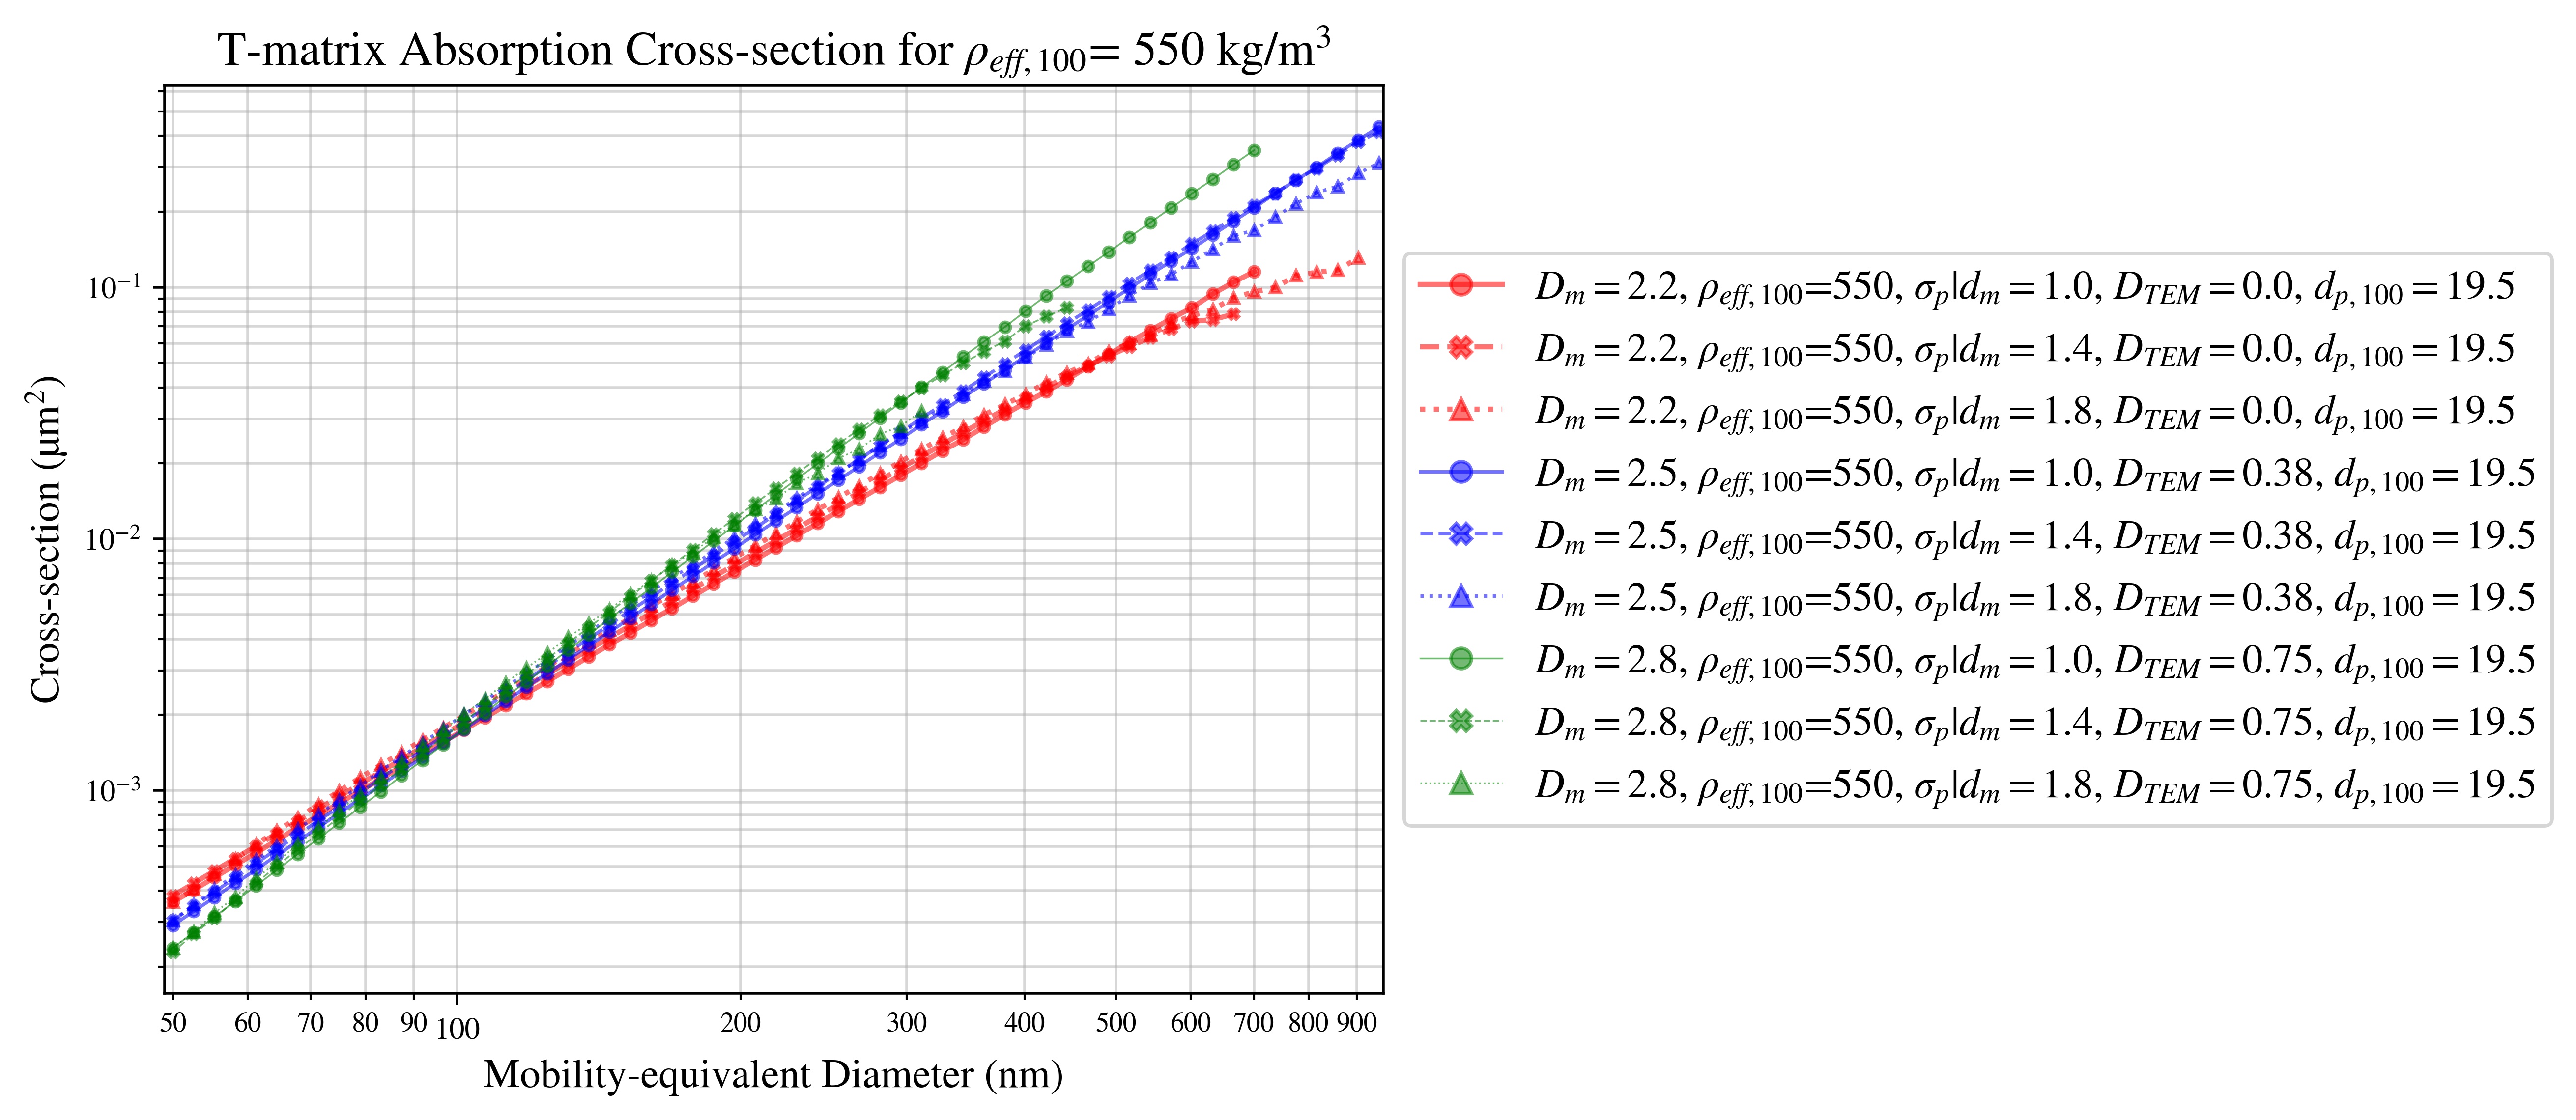 T-matrix Absorption Cross-section for ρeff,100= 550 kg/m³
Cross-section (μm²)
10⁻¹
10⁻²
10⁻³
50 60 70 80 90 100 200 300 400 500 600 700 800 900
Mobility-equivalent Diameter (nm)
Dm = 2.2, ρeff,100=550, σp|dm = 1.0, DTEM = 0.0, dp,100 = 19.5
Dm = 2.2, ρeff,100=550, σp|dm = 1.4, DTEM = 0.0, dp,100 = 19.5
Dm = 2.2, ρeff,100=550, σp|dm = 1.8, DTEM = 0.0, dp,100 = 19.5
Dm = 2.5, ρeff,100=550, σp|dm = 1.0, DTEM = 0.38, dp,100 = 19.5
Dm = 2.5, ρeff,100=550, σp|dm = 1.4, DTEM = 0.38, dp,100 = 19.5
Dm = 2.5, ρeff,100=550, σp|dm = 1.8, DTEM = 0.38, dp,100 = 19.5
Dm = 2.8, ρeff,100=550, σp|dm = 1.0, DTEM = 0.75, dp,100 = 19.5
Dm = 2.8, ρeff,100=550, σp|dm = 1.4, DTEM = 0.75, dp,100 = 19.5
Dm = 2.8, ρeff,100=550, σp|dm = 1.8, DTEM = 0.75, dp,100 = 19.5